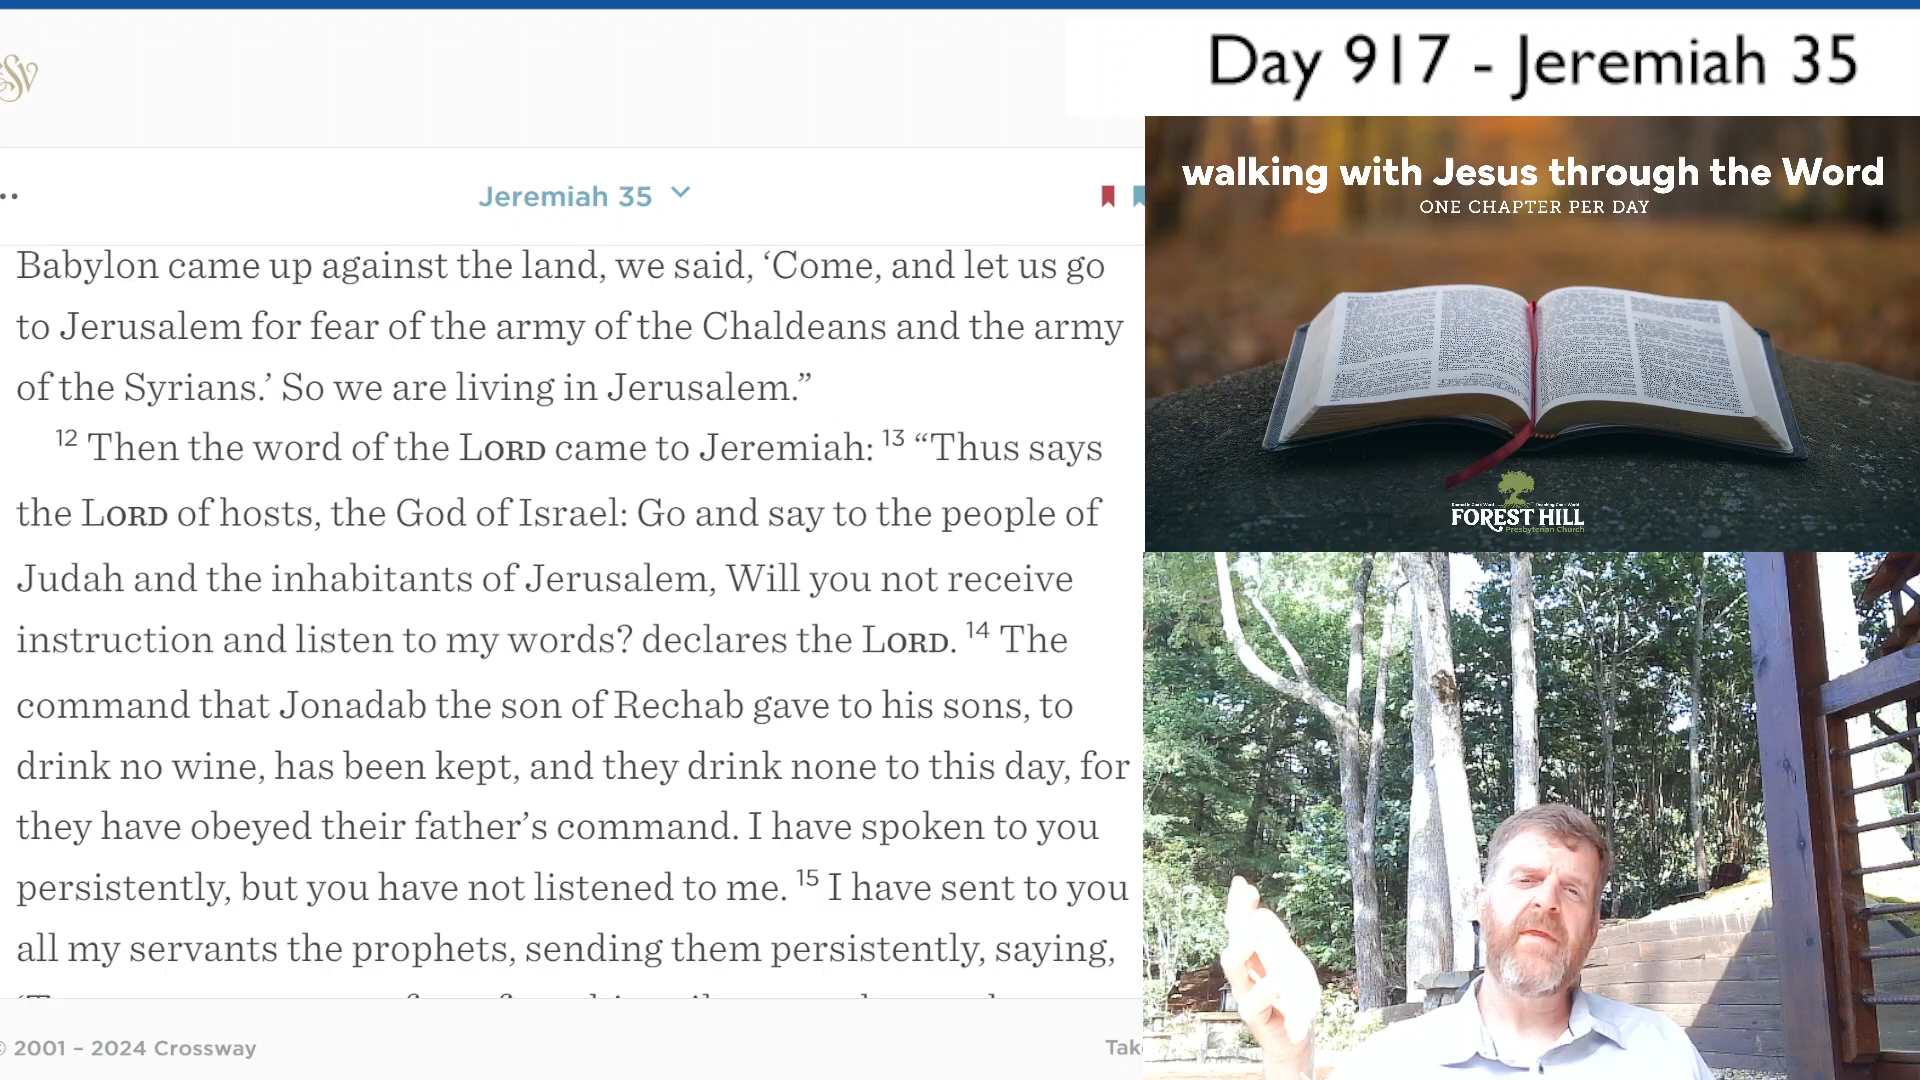 Day 917 - Jeremiah 35
SV
Jeremiah 35
Babylon came up against the land, we said, ‘Come, and let us go
to Jerusalem for fear of the army of the Chaldeans and the army
of the Syrians.’ So we are living in Jerusalem.”
12 Then the word of the LORD came to Jeremiah: 13 “Thus says
the LORD of hosts, the God of Israel: Go and say to the people of
Judah and the inhabitants of Jerusalem, Will you not receive
instruction and listen to my words? declares the LORD. 14 The
command that Jonadab the son of Rechab gave to his sons, to
drink no wine, has been kept, and they drink none to this day, for
they have obeyed their father’s command. I have spoken to you
persistently, but you have not listened to me. 15 I have sent to you
all my servants the prophets, sending them persistently, saying,
© 2001 – 2024 Crossway
Tak
walking with Jesus through the Word
ONE CHAPTER PER DAY
FOREST HILL
Presbyterian Church